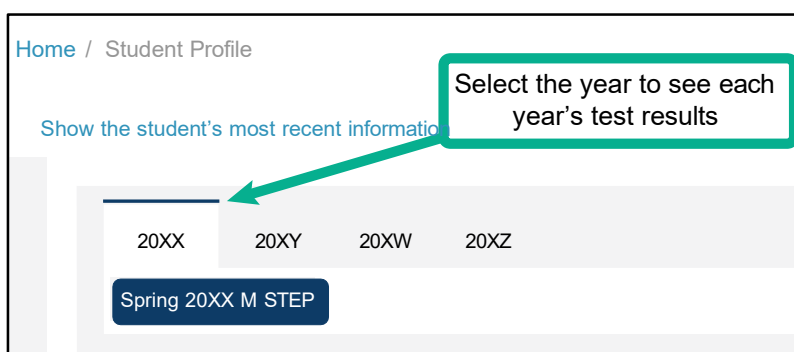 Home / Student Profile
Select the year to see each
year's test results
Show the student's most recent information
20XX 20XY 20XW 20XZ
Spring 20XX M STEP